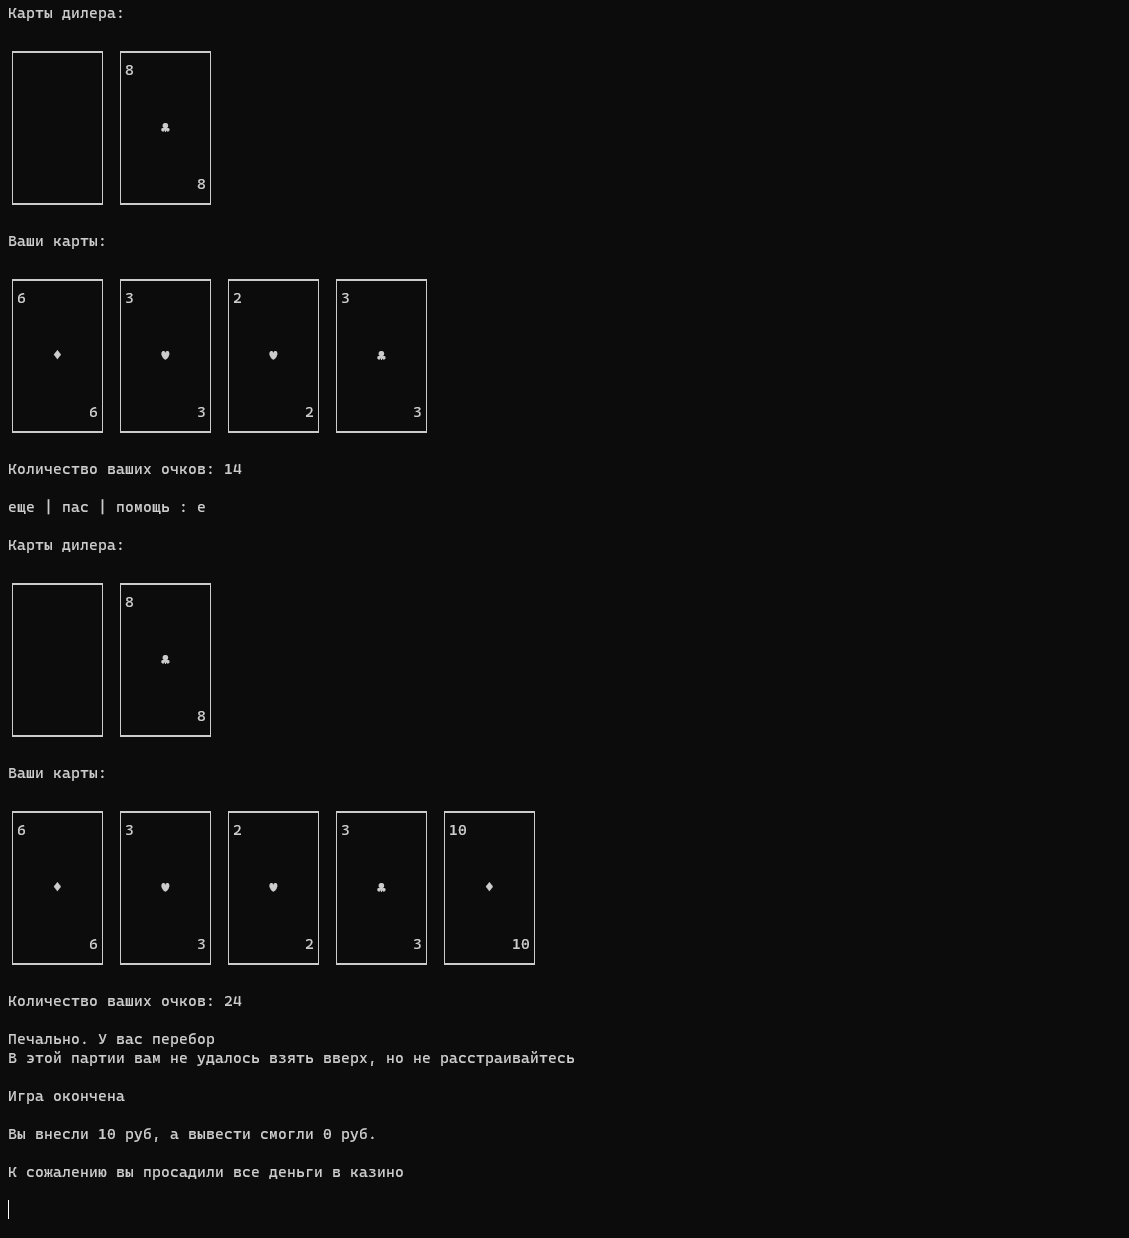 Карты дилера:
8
♣
8
Ваши карты:
6 3 2 3
♦ ♥ ♥ ♣
6 3 2 3
Количество ваших очков: 14
еще | пас | помощь : е
Карты дилера:
8
♣
8
Ваши карты:
6 3 2 3 10
♦ ♥ ♥ ♣ ♦
6 3 2 3 10
Количество ваших очков: 24
Печально. У вас перебор
В этой партии вам не удалось взять вверх, но не расстраивайтесь
Игра окончена
Вы внесли 10 руб, а вывести смогли 0 руб.
К сожалению вы просадили все деньги в казино